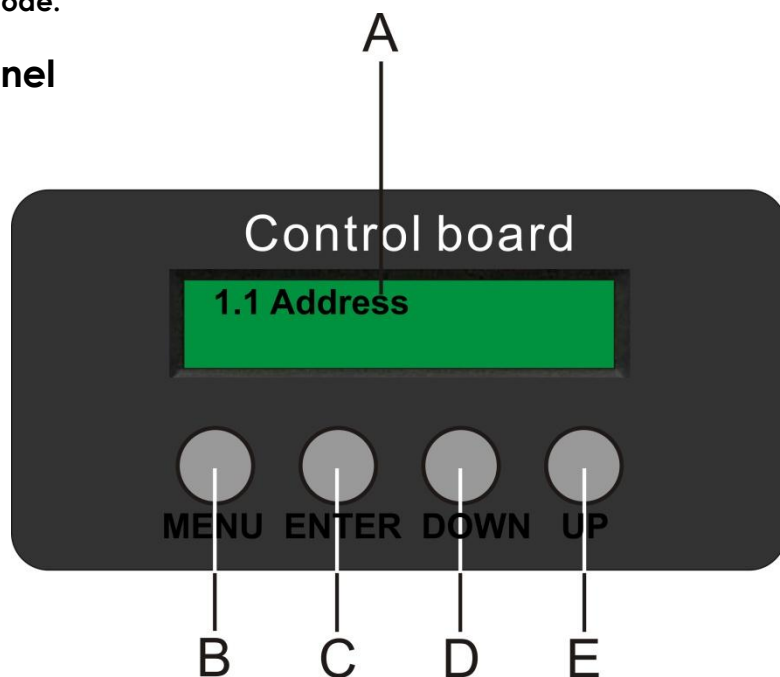 ode.
A
nel
Control board
1.1 Address
MENU ENTER DOWN UP
B C D E